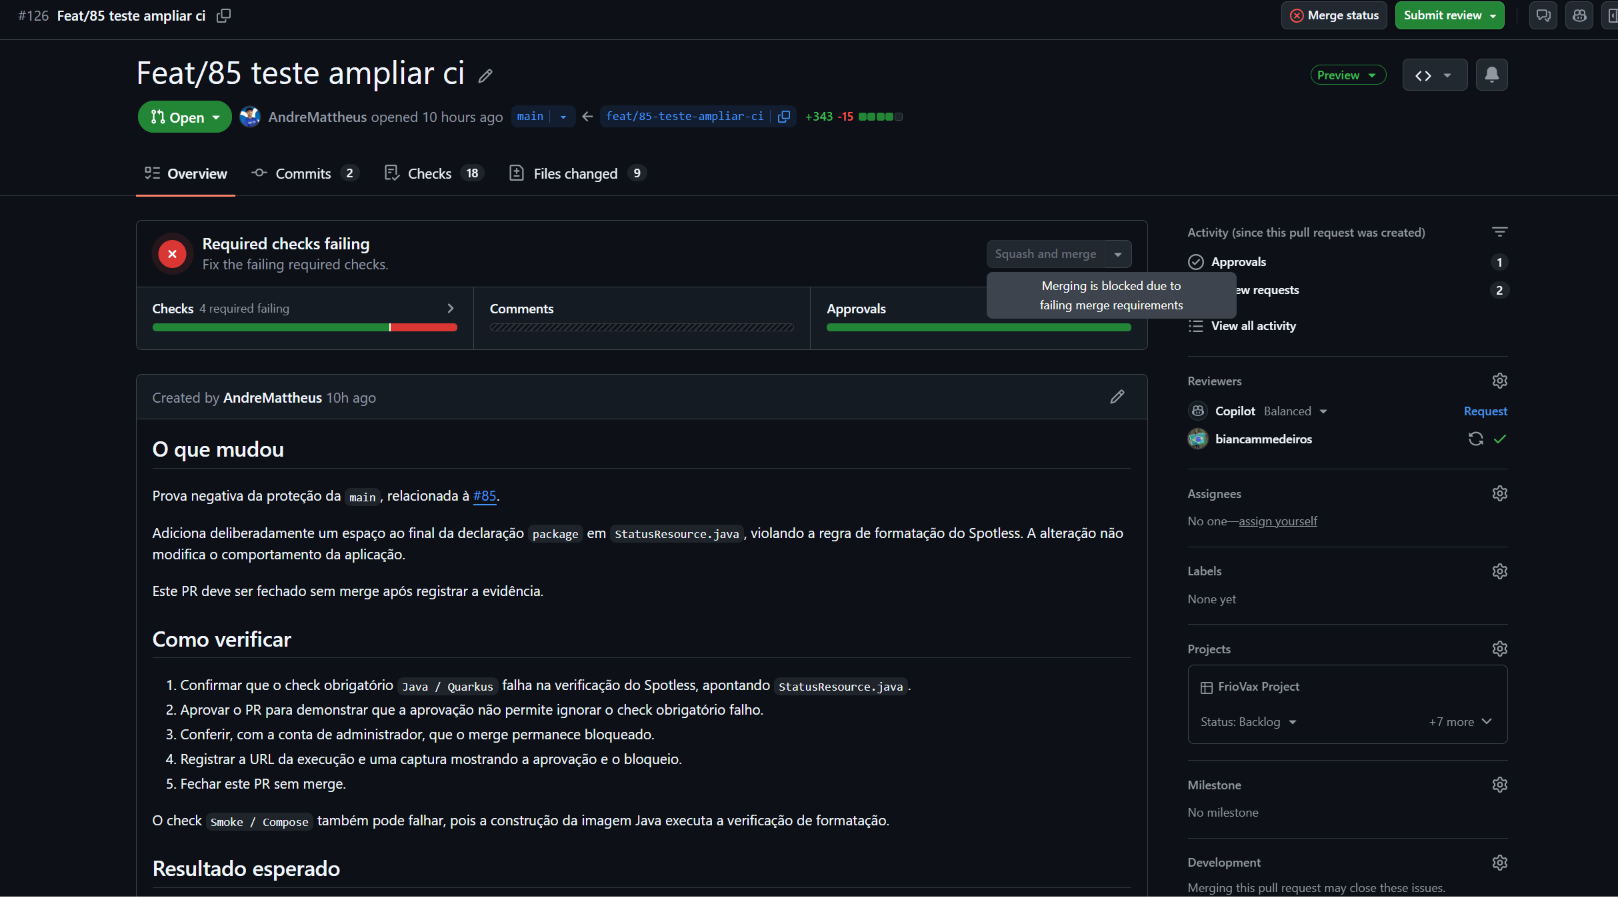 #126 Feat/85 teste ampliar ci
Merge status
Submit review
Feat/85 teste ampliar ci
Preview
Open
AndreMattheus opened 10 hours ago
main
feat/85-teste-ampliar-ci
+343 -15
Overview
Commits 2
Checks 18
Files changed 9
Required checks failing
Fix the failing required checks.
Squash and merge
Merging is blocked due to
failing merge requirements
Checks 4 required failing
Comments
Approvals
Created by AndreMattheus 10h ago
O que mudou
Prova negativa da proteção da main, relacionada à #85.
Adiciona deliberadamente um espaço ao final da declaração package em StatusResource.java, violando a regra de formatação do Spotless. A alteração não
modifica o comportamento da aplicação.
Este PR deve ser fechado sem merge após registrar a evidência.
Como verificar
1. Confirmar que o check obrigatório Java / Quarkus falha na verificação do Spotless, apontando StatusResource.java.
2. Aprovar o PR para demonstrar que a aprovação não permite ignorar o check obrigatório falho.
3. Conferir, com a conta de administrador, que o merge permanece bloqueado.
4. Registrar a URL da execução e uma captura mostrando a aprovação e o bloqueio.
5. Fechar este PR sem merge.
O check Smoke / Compose também pode falhar, pois a construção da imagem Java executa a verificação de formatação.
Resultado esperado
Activity (since this pull request was created)
Approvals 1
ew requests 2
View all activity
Reviewers
Copilot Balanced Request
biancammedeiros
Assignees
No one—assign yourself
Labels
None yet
Projects
FrioVax Project
Status: Backlog +7 more
Milestone
No milestone
Development
Merging this pull request may close these issues.